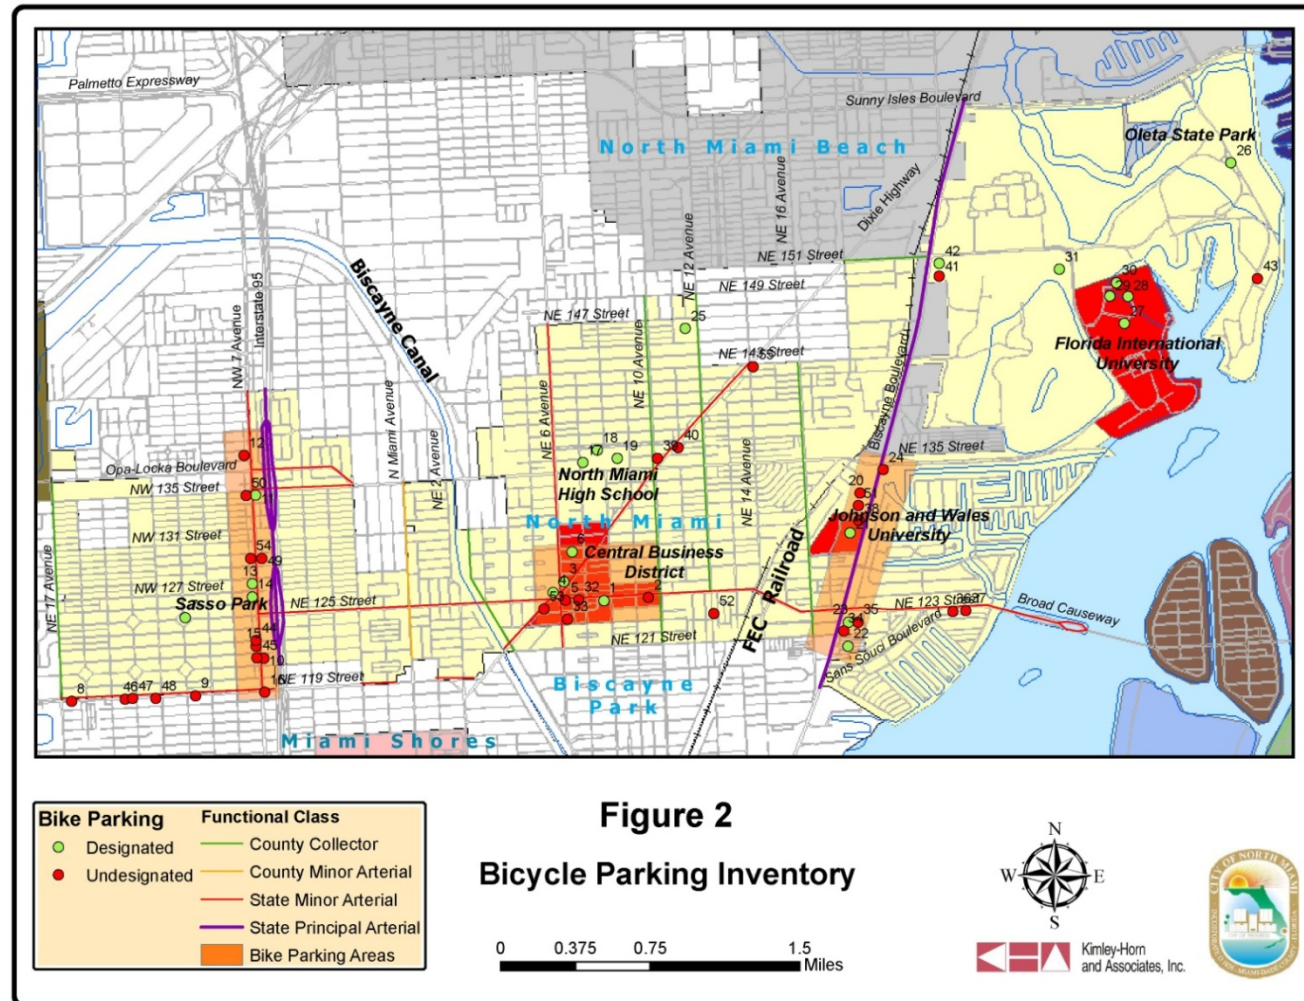 Palmetto Expressway
Sunny Isles Boulevard
North Miami Beach
Oleta State Park
26
NE 16 Avenue
Dixie Highway
NE 12 Avenue
NE 151 Street
42
41
31
43
Biscayne Canal
NW 7 Avenue
Interstate 95
NE 149 Street
30
29
28
27
NE 147 Street
25
Florida International
University
NE 143 Street
55
NE 10 Avenue
Biscayne Boulevard
NE 6 Avenue
N Miami Avenue
NE 2 Avenue
12
18
17
19
39
40
NE 14 Avenue
NE 135 Street
24
Opa-Locka Boulevard
NW 135 Street
50
11
North Miami
High School
20
51
38
North Miami
Johnson and Wales
University
NW 131 Street
54
49
6
Central Business
District
NE 17 Avenue
13
NW 127 Street
14
Sasso Park
NE 125 Street
3
4
5
32
1
2
53
33
52
FEC Railroad
23
35
34
22
NE 123 Street
36
37
Broad Causeway
Sans Souci Boulevard
44
15
45
10
NE 121 Street
16
NE 119 Street
8
46
47
48
9
Biscayne
Park
Miami Shores
Bike Parking
Designated
Undesignated
Functional Class
County Collector
County Minor Arterial
State Minor Arterial
State Principal Arterial
Bike Parking Areas
Figure 2
Bicycle Parking Inventory
0 0.375 0.75 1.5
Miles
N
W E
S
Kimley-Horn
and Associates, Inc.
CITY OF NORTH MIAMI